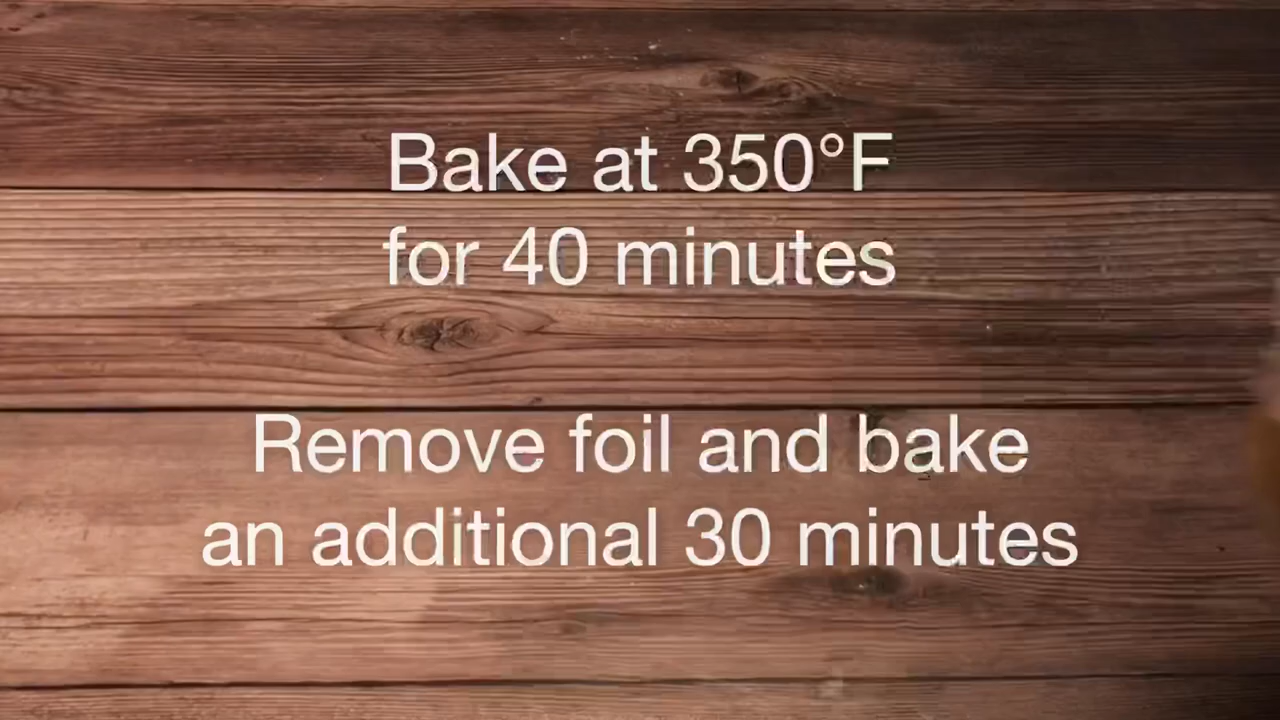 Bake at 350°F
for 40 minutes
Remove foil and bake
an additional 30 minutes